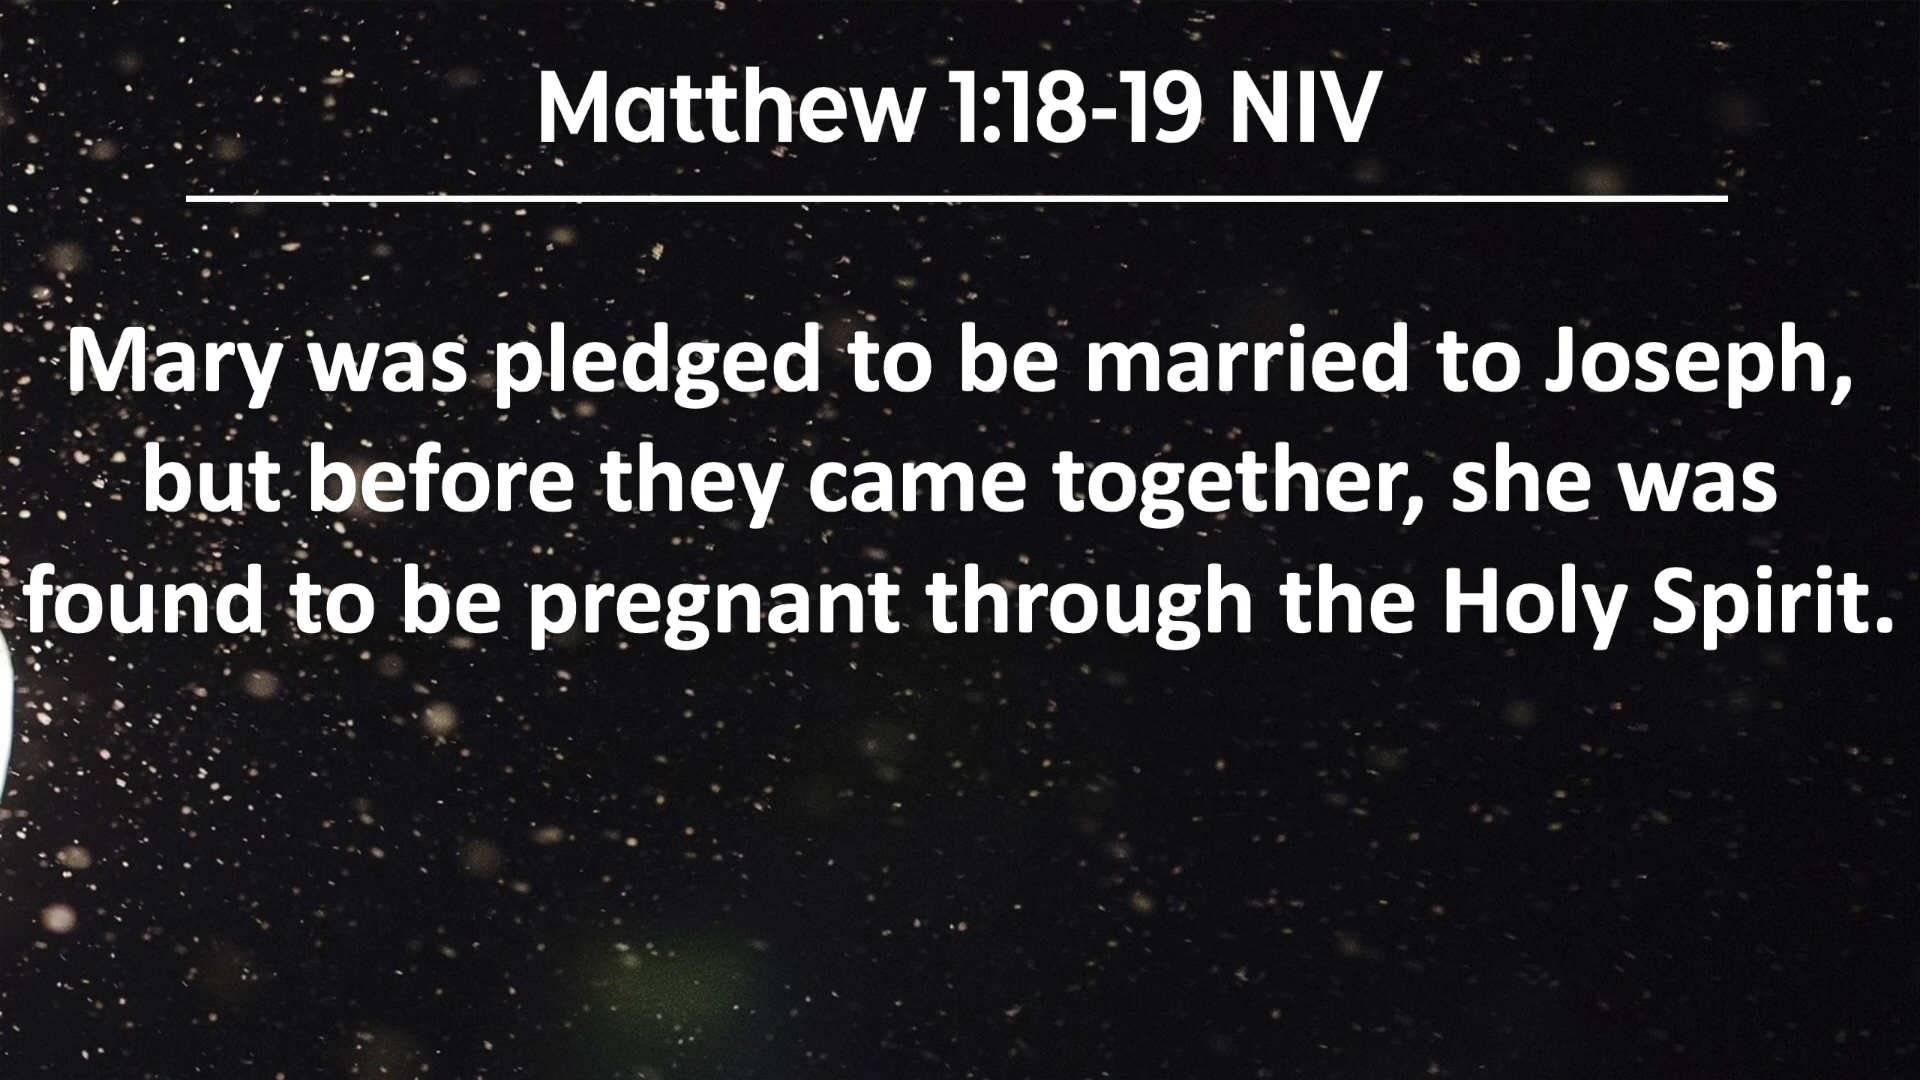 Matthew 1:18-19 NIV
Mary was pledged to be married to Joseph,
but before they came together, she was
found to be pregnant through the Holy Spirit.